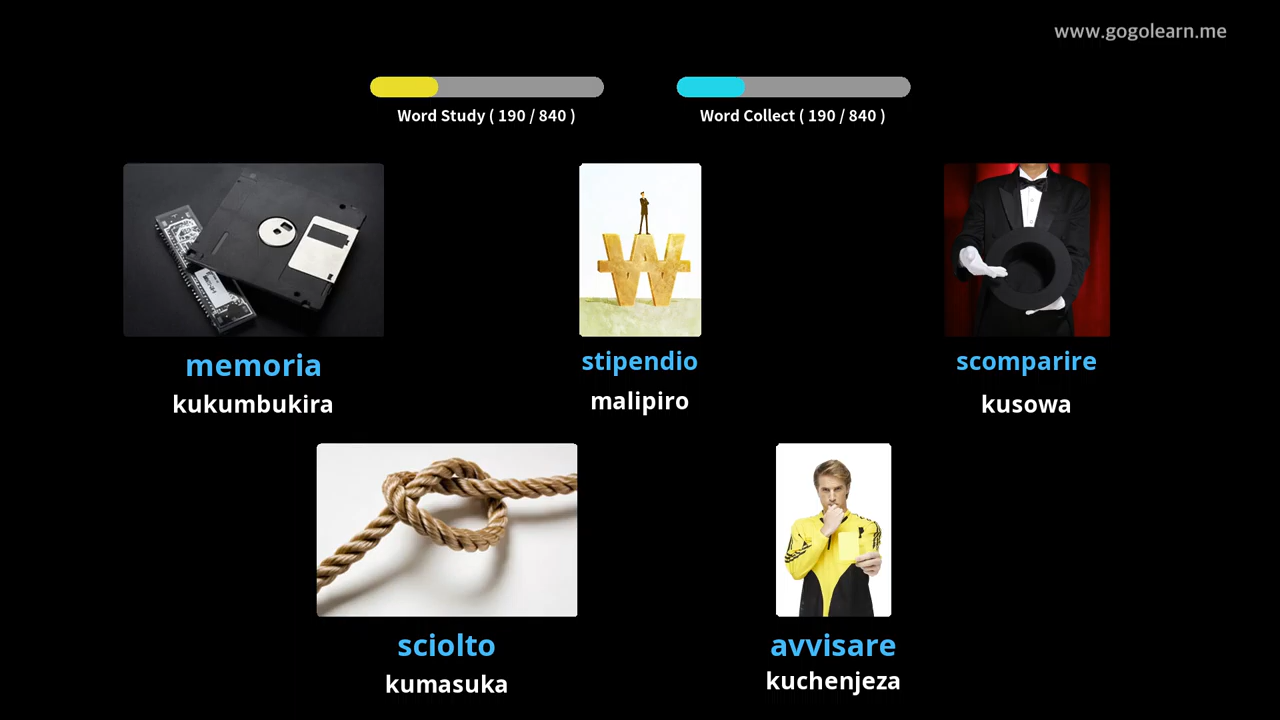 www.gogolearn.me
Word Study ( 190 / 840 )
Word Collect ( 190 / 840 )
memoria
kukumbukira
stipendio
malipiro
scomparire
kusowa
sciolto
kumasuka
avvisare
kuchenjeza